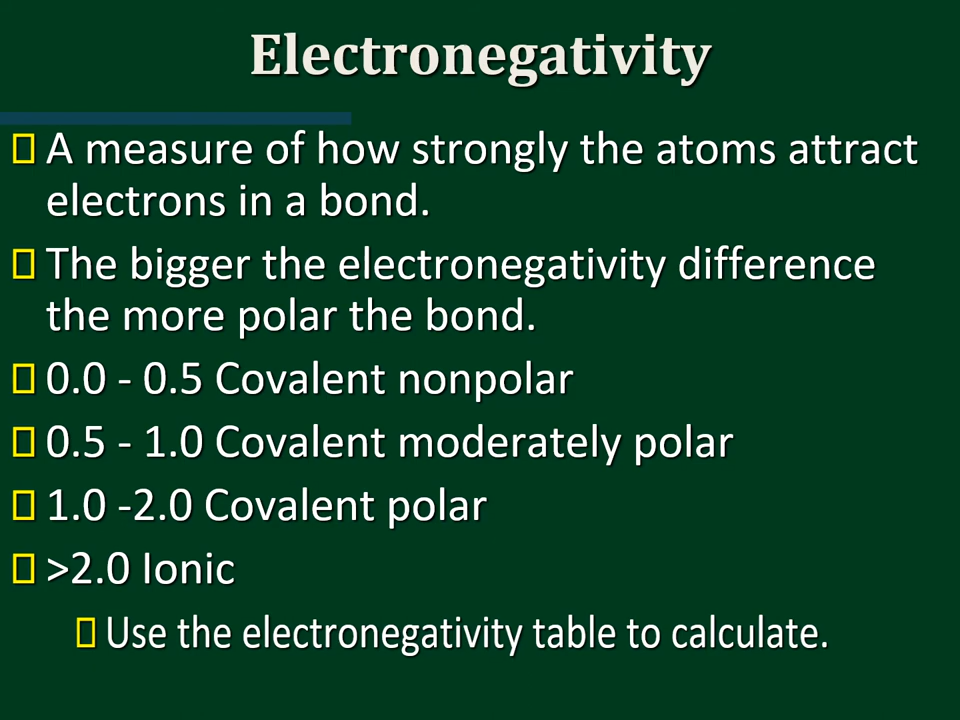 Electronegativity
A measure of how strongly the atoms attract
electrons in a bond.
The bigger the electronegativity difference
the more polar the bond.
0.0 - 0.5 Covalent nonpolar
0.5 - 1.0 Covalent moderately polar
1.0 -2.0 Covalent polar
>2.0 Ionic
Use the electronegativity table to calculate.